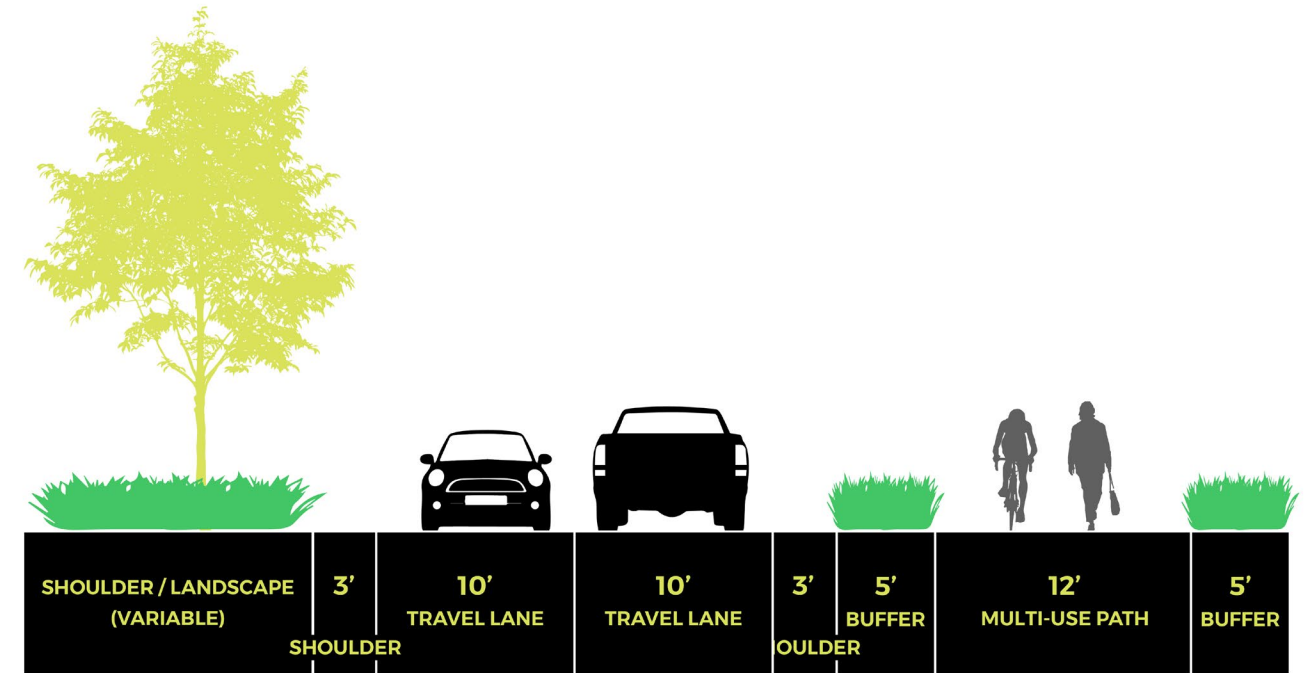 SHOULDER / LANDSCAPE
(VARIABLE)
3’
SHOULDER
10’
TRAVEL LANE
10’
TRAVEL LANE
3’
IOULDER
5’
BUFFER
12’
MULTI-USE PATH
5’
BUFFER